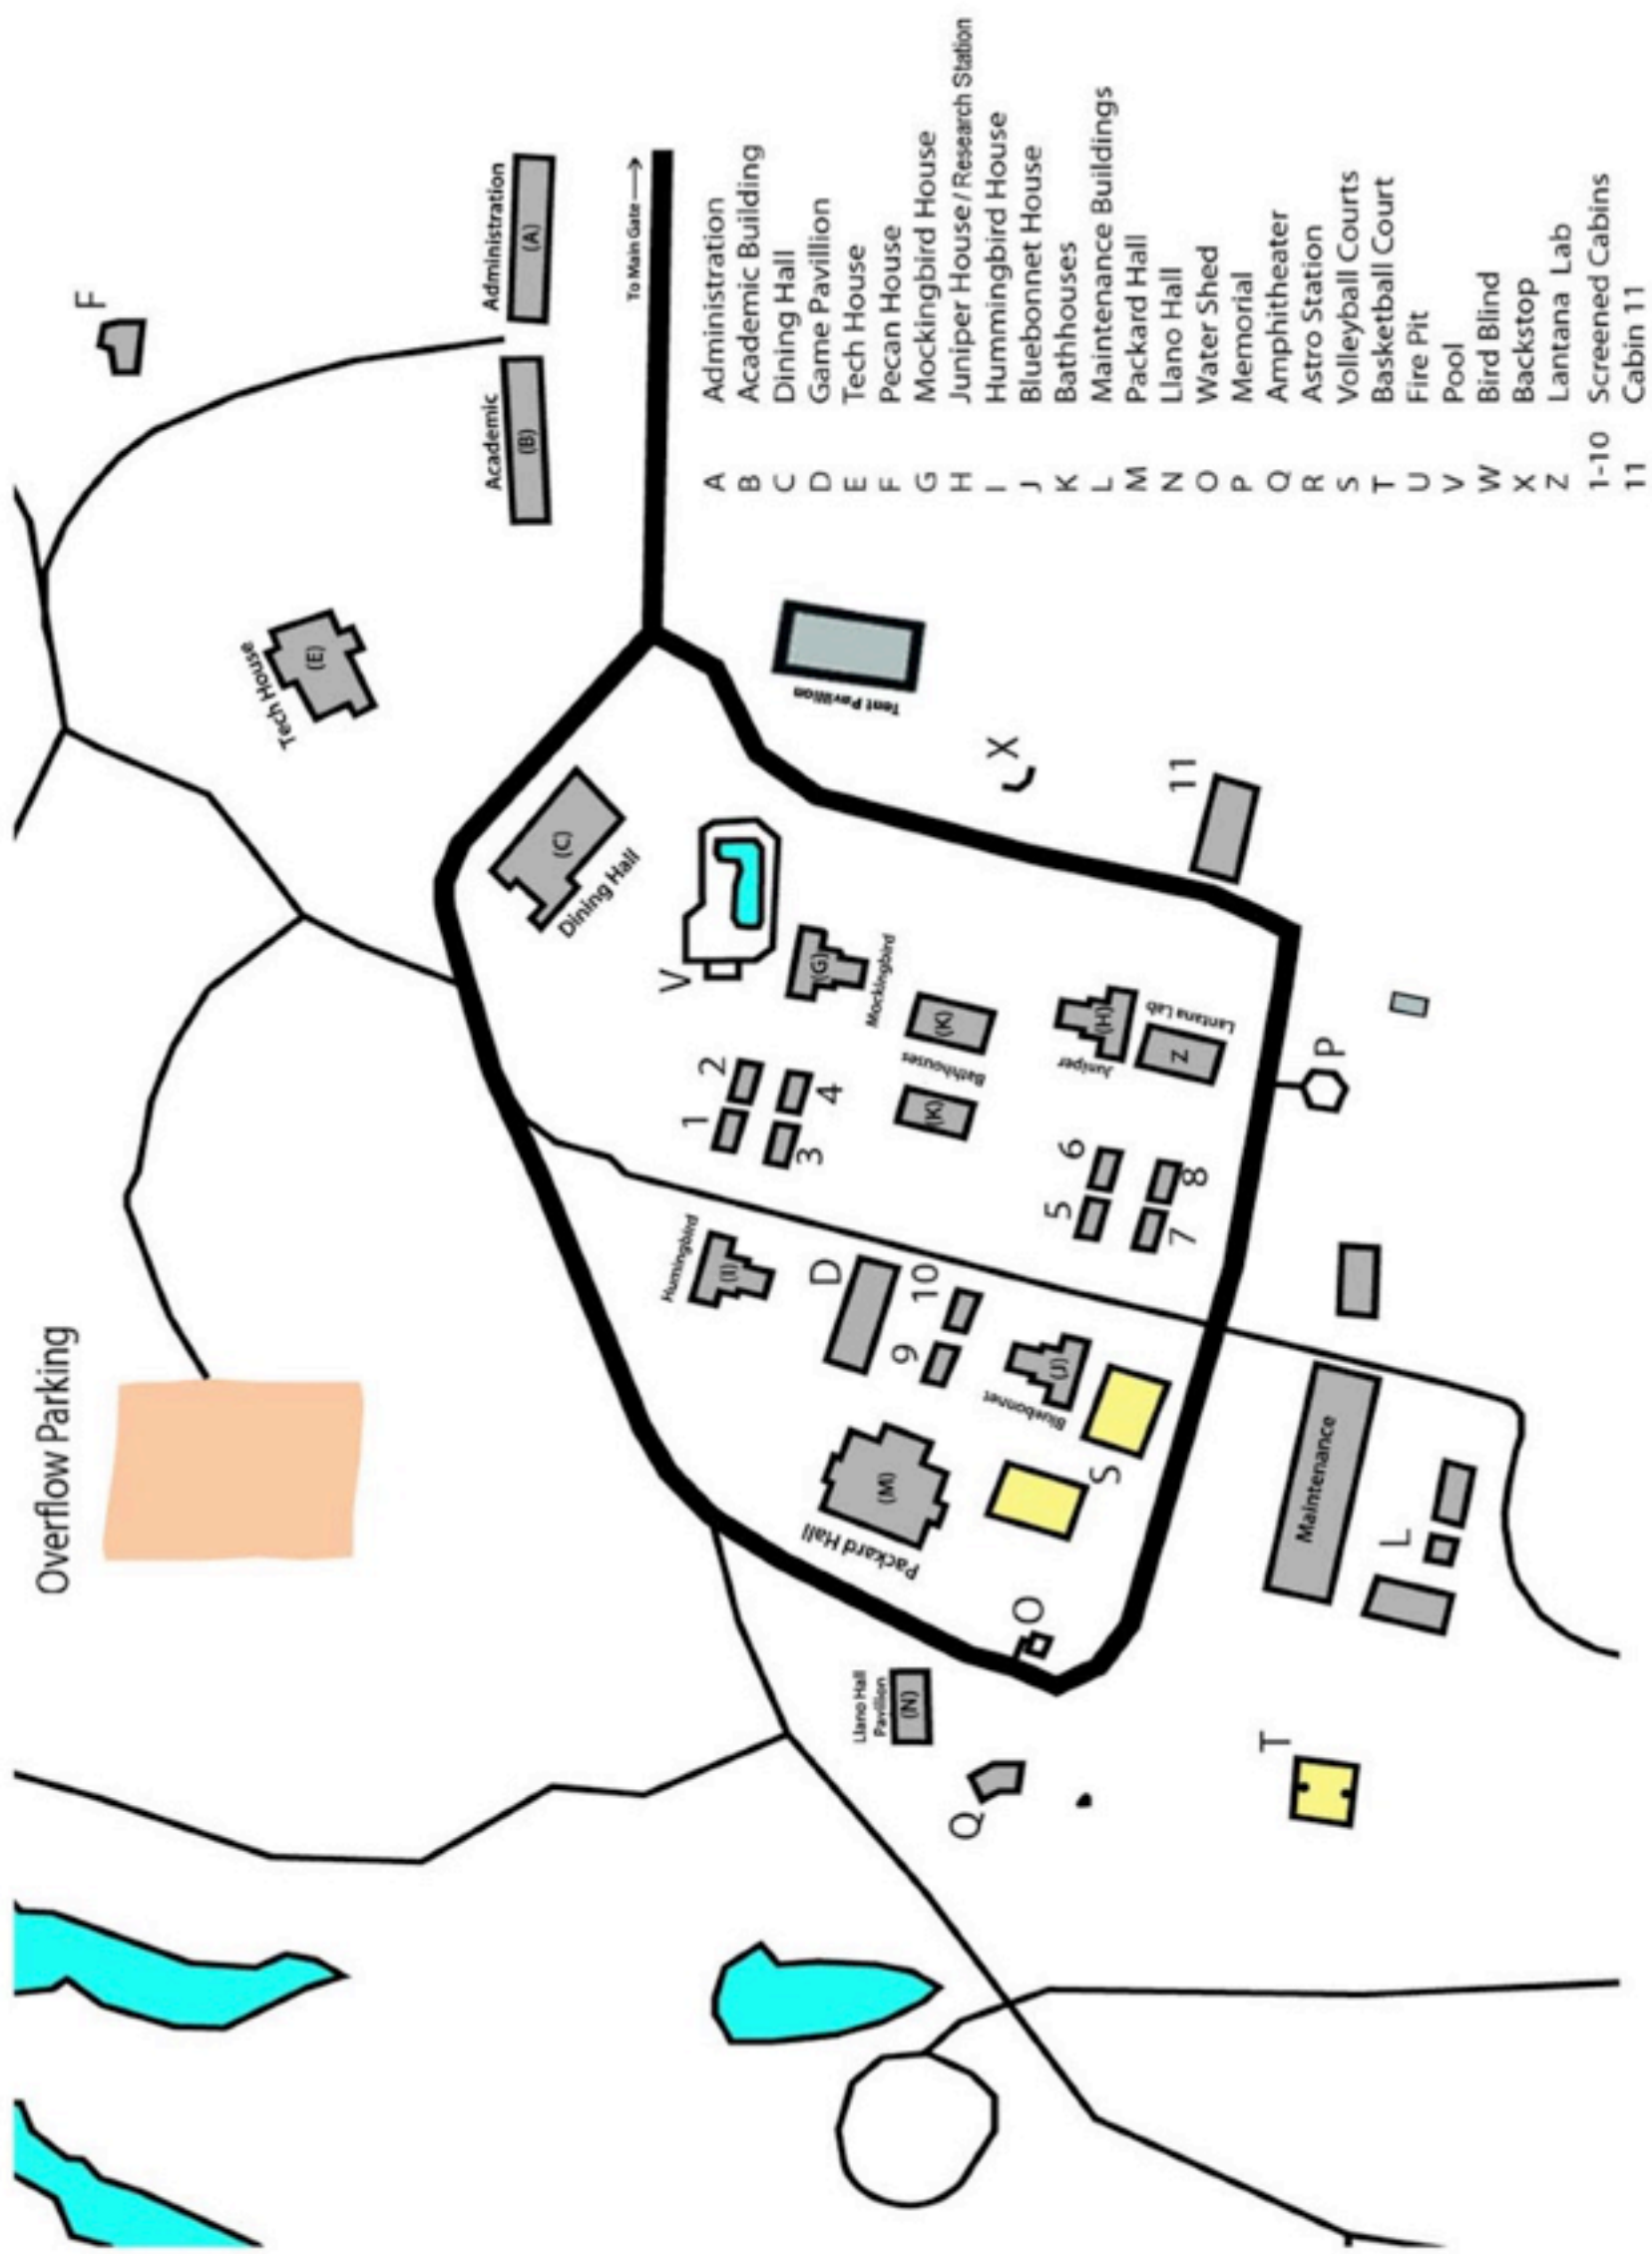 Overflow Parking
F
Tech House
(E)
Academic
(B)
Administration
(A)
To Main Gate
(C)
Dining Hall
V
Tent Pavillion
X
11
(G)
Mockingbird
(K)
Bathhouses
(K)
(H)
Juniper
Z
Lantana Lab
P
1
2
3
4
5
6
7
8
Humingbird
(I)
D
9
10
(J)
Bluebonnet
S
(M)
Packard Hall
O
Llano Hall
Pavillion
(N)
Q
T
Maintenance
L
A Administration
B Academic Building
C Dining Hall
D Game Pavillion
E Tech House
F Pecan House
G Mockingbird House
H Juniper House / Research Station
I Hummingbird House
J Bluebonnet House
K Bathhouses
L Maintenance Buildings
M Packard Hall
N Llano Hall
O Water Shed
P Memorial
Q Amphitheater
R Astro Station
S Volleyball Courts
T Basketball Court
U Fire Pit
V Pool
W Bird Blind
X Backstop
Z Lantana Lab
1-10 Screened Cabins
11 Cabin 11